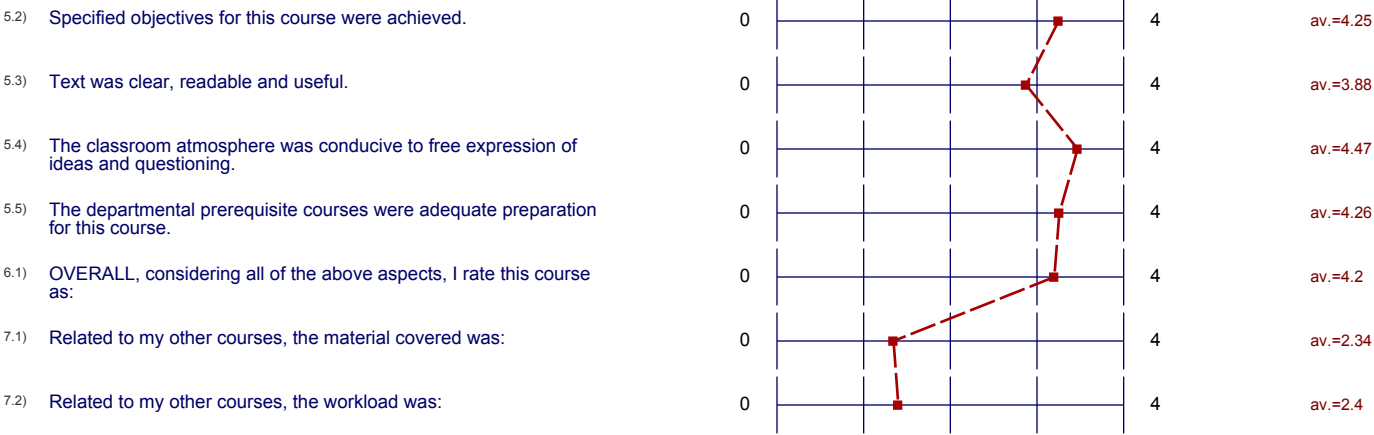 5.2) Specified objectives for this course were achieved. 0 4 av.=4.25
5.3) Text was clear, readable and useful. 0 4 av.=3.88
5.4) The classroom atmosphere was conducive to free expression of
ideas and questioning. 0 4 av.=4.47
5.5) The departmental prerequisite courses were adequate preparation
for this course. 0 4 av.=4.26
6.1) OVERALL, considering all of the above aspects, I rate this course
as: 0 4 av.=4.2
7.1) Related to my other courses, the material covered was: 0 4 av.=2.34
7.2) Related to my other courses, the workload was: 0 4 av.=2.4